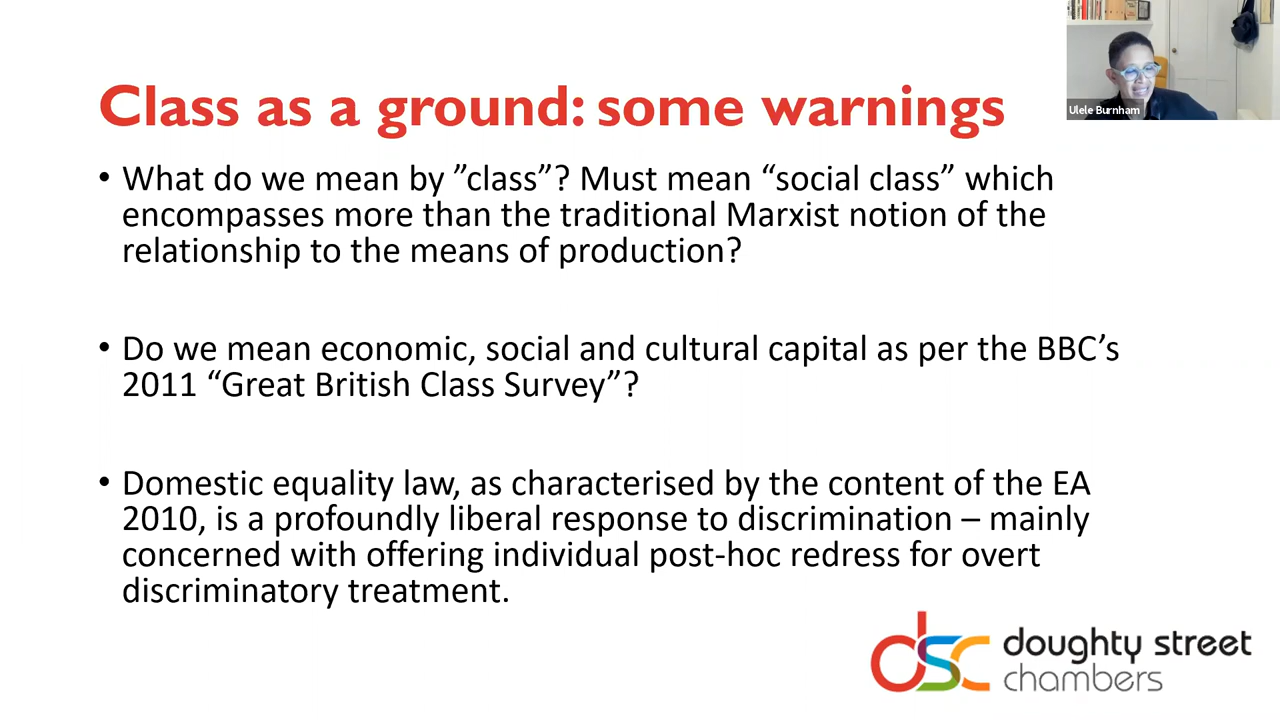 Class as a ground: some warnings
Ulele Burnham
• What do we mean by ”class”? Must mean “social class” which
encompasses more than the traditional Marxist notion of the
relationship to the means of production?
• Do we mean economic, social and cultural capital as per the BBC’s
2011 “Great British Class Survey”?
• Domestic equality law, as characterised by the content of the EA
2010, is a profoundly liberal response to discrimination – mainly
concerned with offering individual post-hoc redress for overt
discriminatory treatment.
dsc doughty street
chambers